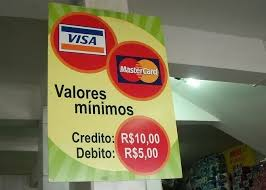 VISA
MasterCard
Valores
mínimos
Credito: R$10,00
Debito: R$5,00